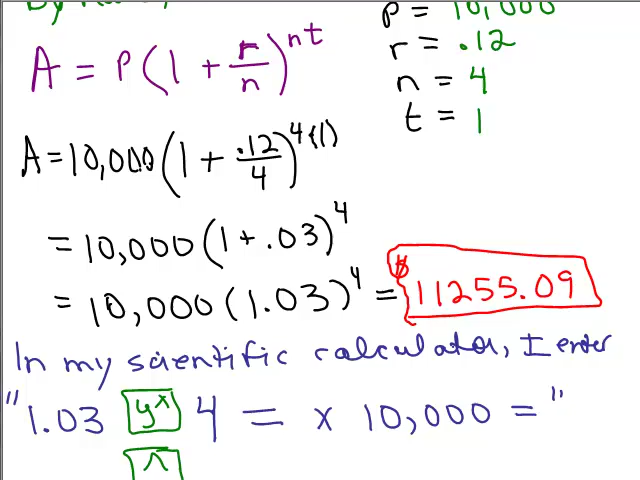 By
P = 10,000
r = .12
n = 4
t = 1
A = P(1 + r/n)^nt
A = 10,000(1 + .12/4)^4(1)
= 10,000(1 + .03)^4
= 10,000(1.03)^4 = $11255.09
In my scientific calculator, I enter
"1.03 y^x 4 = x 10,000 = "
^